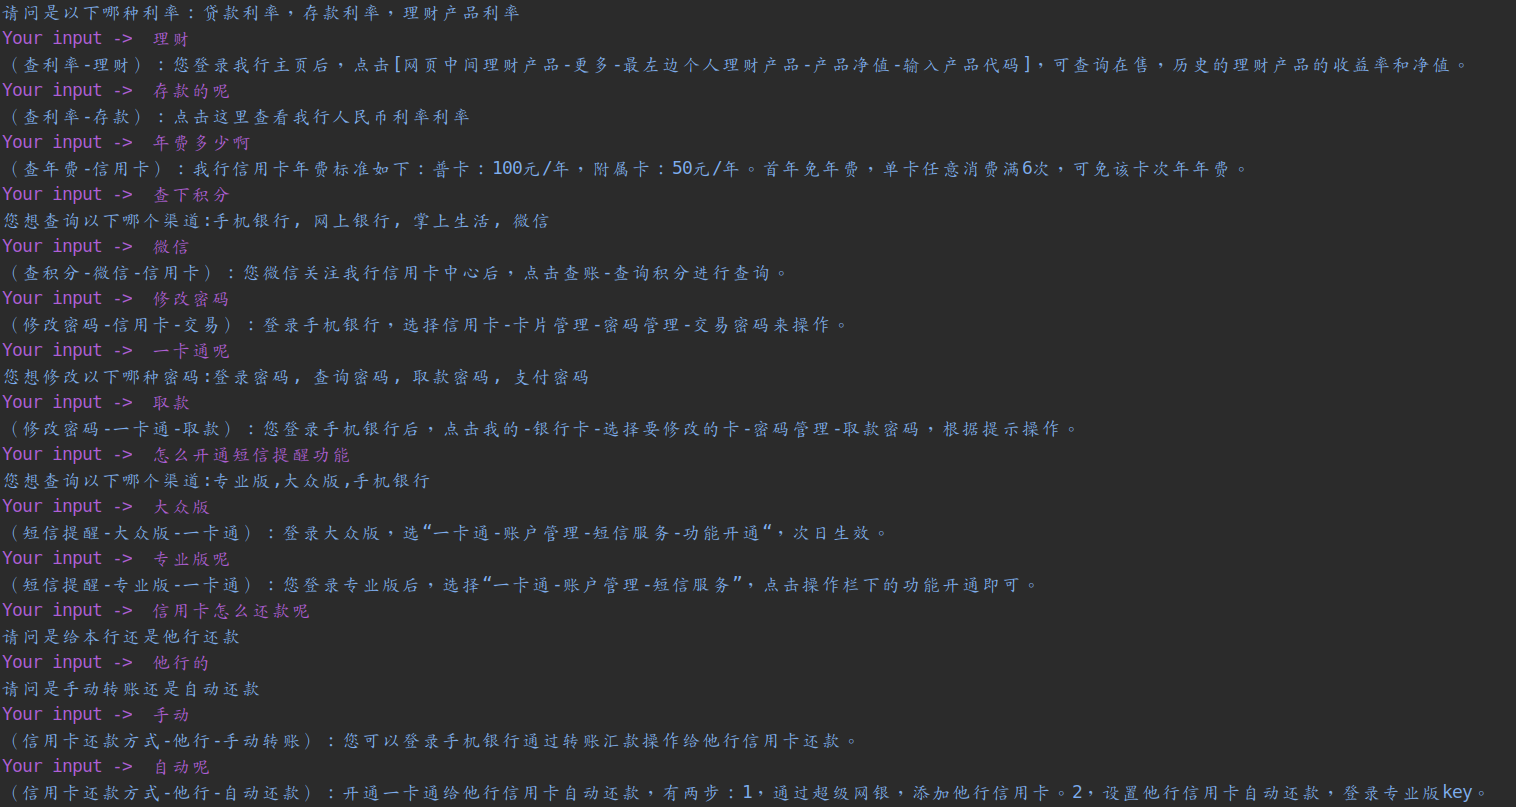 请问是以下哪种利率：贷款利率，存款利率，理财产品利率
Your input ->  理财
（查利率-理财）：您登录我行主页后，点击[网页中间理财产品-更多-最左边个人理财产品-产品净值-输入产品代码]，可查询在售，历史的理财产品的收益率和净值。
Your input ->  存款的呢
（查利率-存款）：点击这里查看我行人民币利率利率
Your input ->  年费多少啊
（查年费-信用卡）：我行信用卡年费标准如下：普卡：100元/年，附属卡：50元/年。首年免年费，单卡任意消费满6次，可免该卡次年年费。
Your input ->  查下积分
您想查询以下哪个渠道:手机银行, 网上银行, 掌上生活, 微信
Your input ->  微信
（查积分-微信-信用卡）：您微信关注我行信用卡中心后，点击查账-查询积分进行查询。
Your input ->  修改密码
（修改密码-信用卡-交易）：登录手机银行，选择信用卡-卡片管理-密码管理-交易密码来操作。
Your input ->  一卡通呢
您想修改以下哪种密码:登录密码, 查询密码, 取款密码, 支付密码
Your input ->  取款
（修改密码-一卡通-取款）：您登录手机银行后，点击我的-银行卡-选择要修改的卡-密码管理-取款密码，根据提示操作。
Your input ->  怎么开通短信提醒功能
您想查询以下哪个渠道:专业版,大众版,手机银行
Your input ->  大众版
（短信提醒-大众版-一卡通）：登录大众版，选“一卡通-账户管理-短信服务-功能开通“，次日生效。
Your input ->  专业版呢
（短信提醒-专业版-一卡通）：您登录专业版后，选择“一卡通-账户管理-短信服务”，点击操作栏下的功能开通即可。
Your input ->  信用卡怎么还款呢
请问是给本行还是他行还款
Your input ->  他行的
请问是手动转账还是自动还款
Your input ->  手动
（信用卡还款方式-他行-手动转账）：您可以登录手机银行通过转账汇款操作给他行信用卡还款。
Your input ->  自动呢
（信用卡还款方式-他行-自动还款）：开通一卡通给他行信用卡自动还款，有两步：1，通过超级网银，添加他行信用卡。2，设置他行信用卡自动还款，登录专业版key。